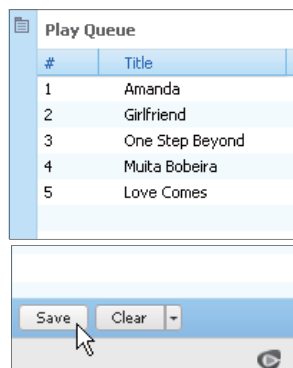 Play Queue
# Title
1 Amanda
2 Girlfriend
3 One Step Beyond
4 Muita Bobeira
5 Love Comes
Save Clear